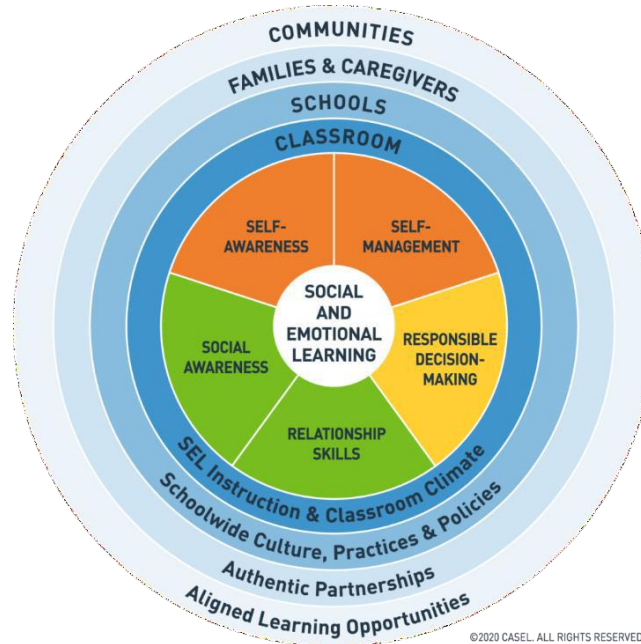 COMMUNITIES
FAMILIES & CAREGIVERS
SCHOOLS
CLASSROOM
SELF-
AWARENESS
SELF-
MANAGEMENT
SOCIAL
AND
EMOTIONAL
LEARNING
SOCIAL
AWARENESS
RESPONSIBLE
DECISION-
MAKING
RELATIONSHIP
SKILLS
SEL Instruction & Classroom Climate
Schoolwide Culture, Practices & Policies
Authentic Partnerships
Aligned Learning Opportunities
©2020 CASEL. ALL RIGHTS RESERVED